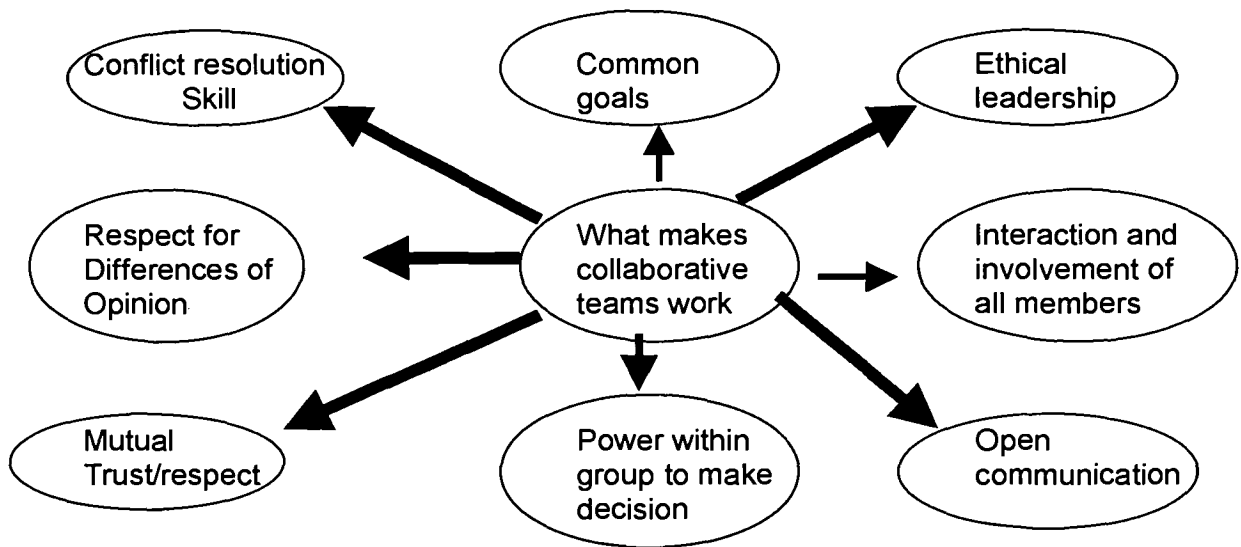 Conflict resolution
Skill
Common
goals
Ethical
leadership
Respect for
Differences of
Opinion
What makes
collaborative
teams work
Interaction and
involvement of
all members
Mutual
Trust/respect
Power within
group to make
decision
Open
communication